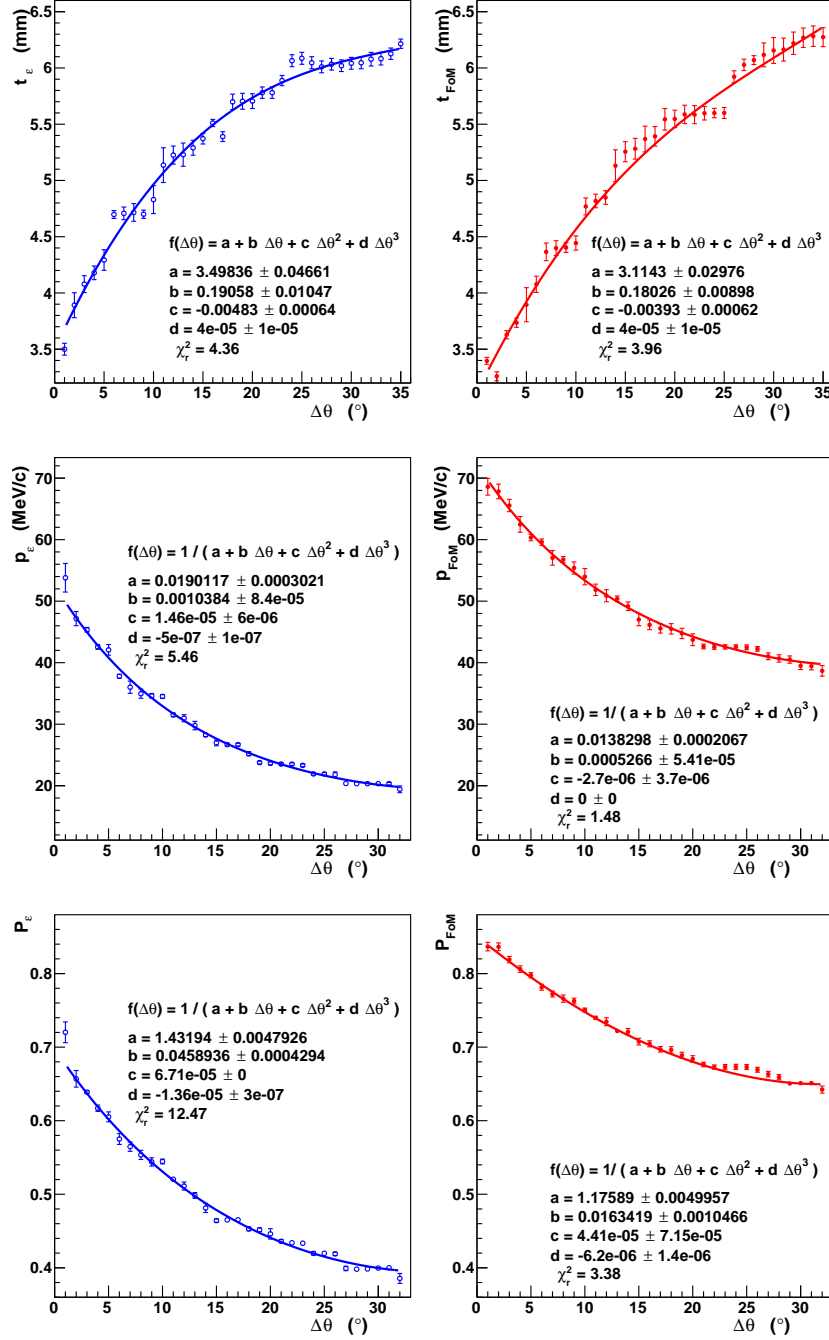 t_ε (mm)
6.5
6
5.5
5
4.5
4
3.5
f(Δθ) = a + b Δθ + c Δθ² + d Δθ³
a = 3.49836 ± 0.04661
b = 0.19058 ± 0.01047
c = -0.00483 ± 0.00064
d = 4e-05 ± 1e-05
χ²_r = 4.36
0 5 10 15 20 25 30 35
Δθ (°)
t_FoM (mm)
6.5
6
5.5
5
4.5
4
3.5
f(Δθ) = a + b Δθ + c Δθ² + d Δθ³
a = 3.1143 ± 0.02976
b = 0.18026 ± 0.00898
c = -0.00393 ± 0.00062
d = 4e-05 ± 1e-05
χ²_r = 3.96
0 5 10 15 20 25 30 35
Δθ (°)
p_ε (MeV/c)
70
60
50
40
30
20
f(Δθ) = 1 / ( a + b Δθ + c Δθ² + d Δθ³ )
a = 0.0190117 ± 0.0003021
b = 0.0010384 ± 8.4e-05
c = 1.46e-05 ± 6e-06
d = -5e-07 ± 1e-07
χ²_r = 5.46
0 5 10 15 20 25 30
Δθ (°)
p_FoM (MeV/c)
70
60
50
40
30
20
f(Δθ) = 1/ ( a + b Δθ + c Δθ² + d Δθ³ )
a = 0.0138298 ± 0.0002067
b = 0.0005266 ± 5.41e-05
c = -2.7e-06 ± 3.7e-06
d = 0 ± 0
χ²_r = 1.48
0 5 10 15 20 25 30
Δθ (°)
P_ε
0.8
0.7
0.6
0.5
0.4
f(Δθ) = 1 / ( a + b Δθ + c Δθ² + d Δθ³ )
a = 1.43194 ± 0.0047926
b = 0.0458936 ± 0.0004294
c = 6.71e-05 ± 0
d = -1.36e-05 ± 3e-07
χ²_r = 12.47
0 5 10 15 20 25 30
Δθ (°)
P_FoM
0.8
0.7
0.6
0.5
0.4
f(Δθ) = 1/ ( a + b Δθ + c Δθ² + d Δθ³ )
a = 1.17589 ± 0.0049957
b = 0.0163419 ± 0.0010466
c = 4.41e-05 ± 7.15e-05
d = -6.2e-06 ± 1.4e-06
χ²_r = 3.38
0 5 10 15 20 25 30
Δθ (°)